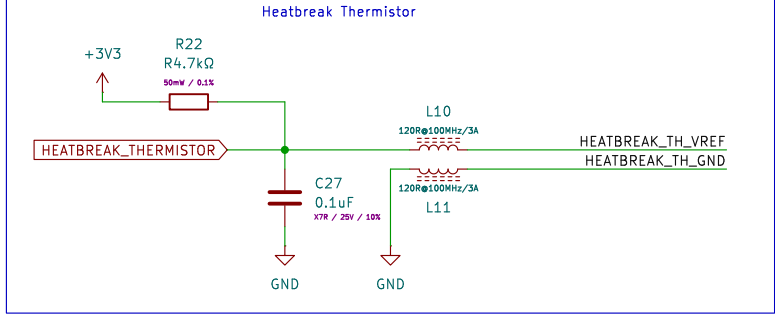 Heatbreak Thermistor
R22
+3V3
R4.7kΩ
50mW / 0.1%
L10
120R@100MHz/3A
HEATBREAK_TH_VREF
HEATBREAK_THERMISTOR
HEATBREAK_TH_GND
C27
120R@100MHz/3A
0.1uF
L11
X7R / 25V / 10%
GND
GND